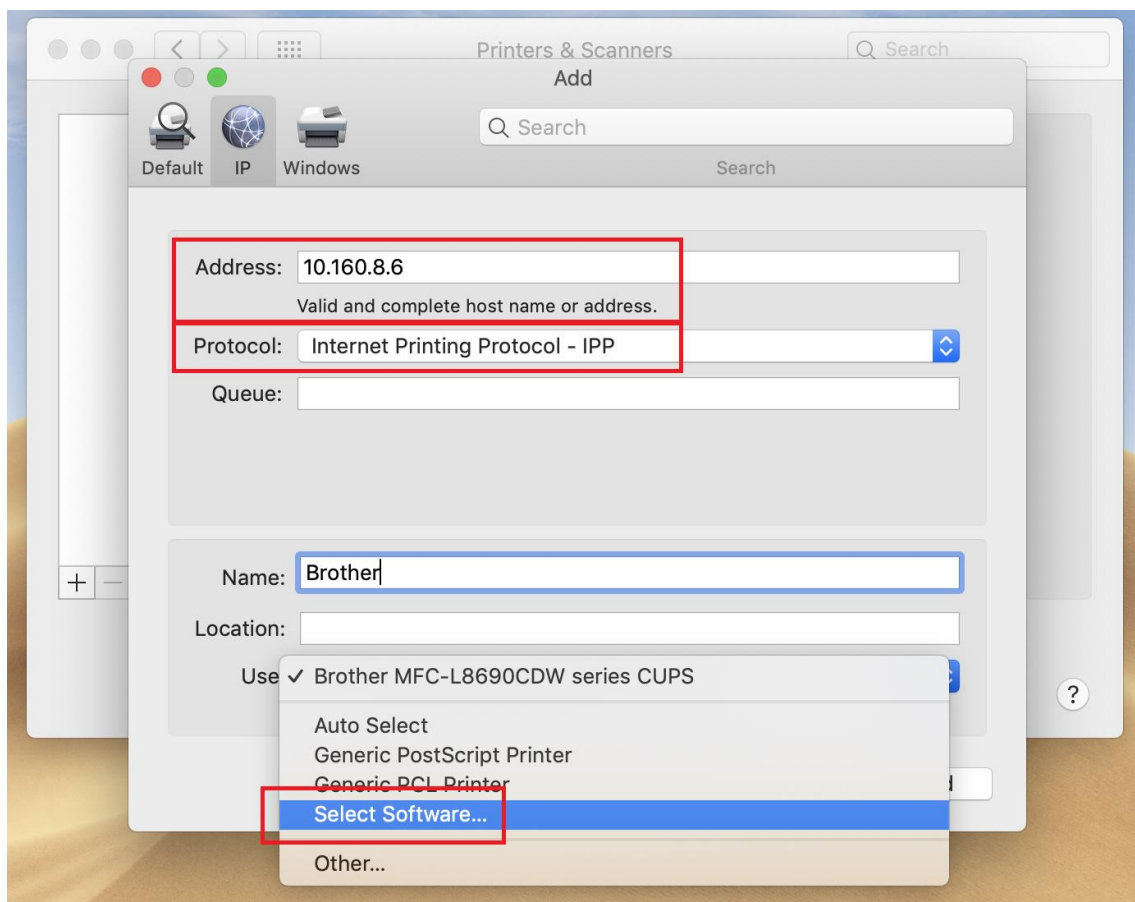 Printers & Scanners
Search
Add
Search
Default IP Windows
Search
Address: 10.160.8.6
Valid and complete host name or address.
Protocol: Internet Printing Protocol - IPP
Queue:
Name: Brother
Location:
Use ✓ Brother MFC-L8690CDW series CUPS
?
Auto Select
Generic PostScript Printer
Generic PCL Printer
Select Software...
Other...